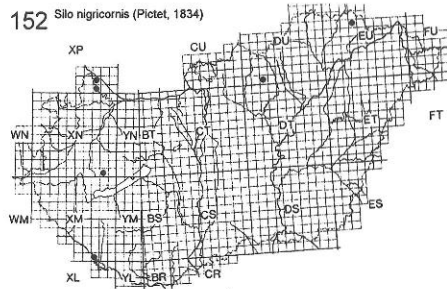 152 Silo nigricornis (Pictet, 1834)
XP CU DU EU FU
WN XN YN BT C DT ET FT
WM XM YM BS CS DS ES
XL YL BR CR